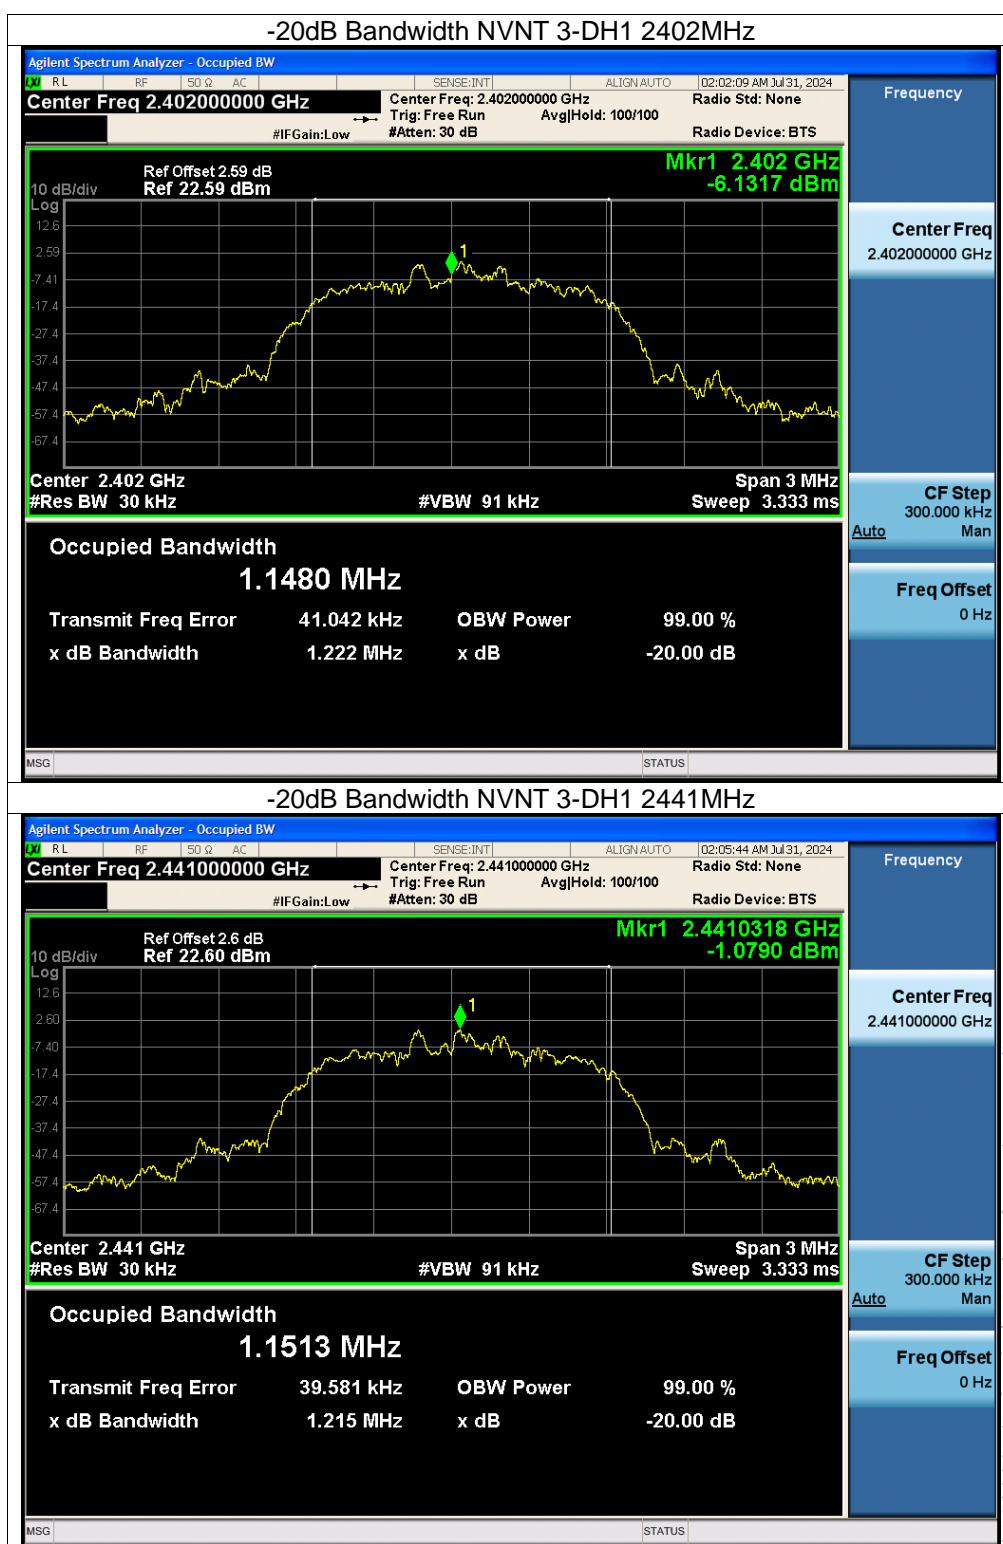 -20dB Bandwidth NVNT 3-DH1 2402MHz
Agilent Spectrum Analyzer - Occupied BW
LXI RL RF 50 Ω AC SENSE:INT ALIGN AUTO 02:02:09 AM Jul 31, 2024
Center Freq 2.402000000 GHz
Center Freq: 2.402000000 GHz Radio Std: None
Trig: Free Run Avg|Hold: 100/100
#IFGain:Low #Atten: 30 dB Radio Device: BTS
Frequency
Mkr1 2.402 GHz
-6.1317 dBm
Ref Offset 2.59 dB
10 dB/div Ref 22.59 dBm
Log
12.6
2.59
-7.41
-17.4
-27.4
-37.4
-47.4
-57.4
-67.4
1
Center 2.402 GHz Span 3 MHz
#Res BW 30 kHz #VBW 91 kHz Sweep 3.333 ms
Center Freq
2.402000000 GHz
CF Step
300.000 kHz
Auto Man
Freq Offset
0 Hz
Occupied Bandwidth
1.1480 MHz
Transmit Freq Error 41.042 kHz OBW Power 99.00 %
x dB Bandwidth 1.222 MHz x dB -20.00 dB
MSG STATUS
-20dB Bandwidth NVNT 3-DH1 2441MHz
Agilent Spectrum Analyzer - Occupied BW
LXI RL RF 50 Ω AC SENSE:INT ALIGN AUTO 02:05:44 AM Jul 31, 2024
Center Freq 2.441000000 GHz
Center Freq: 2.441000000 GHz Radio Std: None
Trig: Free Run Avg|Hold: 100/100
#IFGain:Low #Atten: 30 dB Radio Device: BTS
Frequency
Mkr1 2.4410318 GHz
-1.0790 dBm
Ref Offset 2.6 dB
10 dB/div Ref 22.60 dBm
Log
12.6
2.60
-7.40
-17.4
-27.4
-37.4
-47.4
-57.4
-67.4
1
Center 2.441 GHz Span 3 MHz
#Res BW 30 kHz #VBW 91 kHz Sweep 3.333 ms
Center Freq
2.441000000 GHz
CF Step
300.000 kHz
Auto Man
Freq Offset
0 Hz
Occupied Bandwidth
1.1513 MHz
Transmit Freq Error 39.581 kHz OBW Power 99.00 %
x dB Bandwidth 1.215 MHz x dB -20.00 dB
MSG STATUS